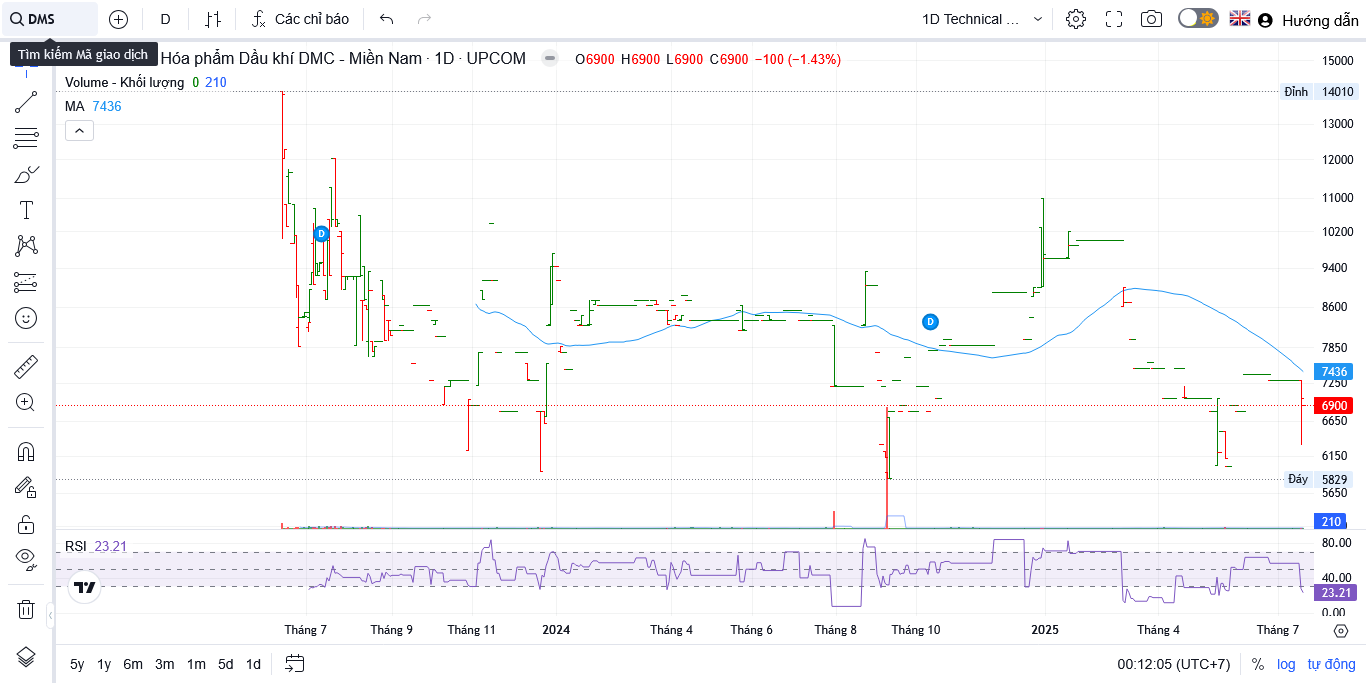 DMS
D
Các chỉ báo
1D Technical ...
Hướng dẫn
Tìm kiếm Mã giao dịch
Hóa phẩm Dầu khí DMC - Miền Nam · 1D · UPCOM
O6900 H6900 L6900 C6900 −100 (−1.43%)
Volume - Khối lượng 0 210
MA 7436
15000
Đỉnh 14010
13000
12000
11000
10200
9400
8600
7850
7436
7250
6900
6650
6150
Đáy 5829
5650
210
D
D
RSI 23.21
80.00
40.00
23.21
0.00
Tháng 7
Tháng 9
Tháng 11
2024
Tháng 4
Tháng 6
Tháng 8
Tháng 10
2025
Tháng 4
Tháng 7
5y 1y 6m 3m 1m 5d 1d
00:12:05 (UTC+7)
% log tự động